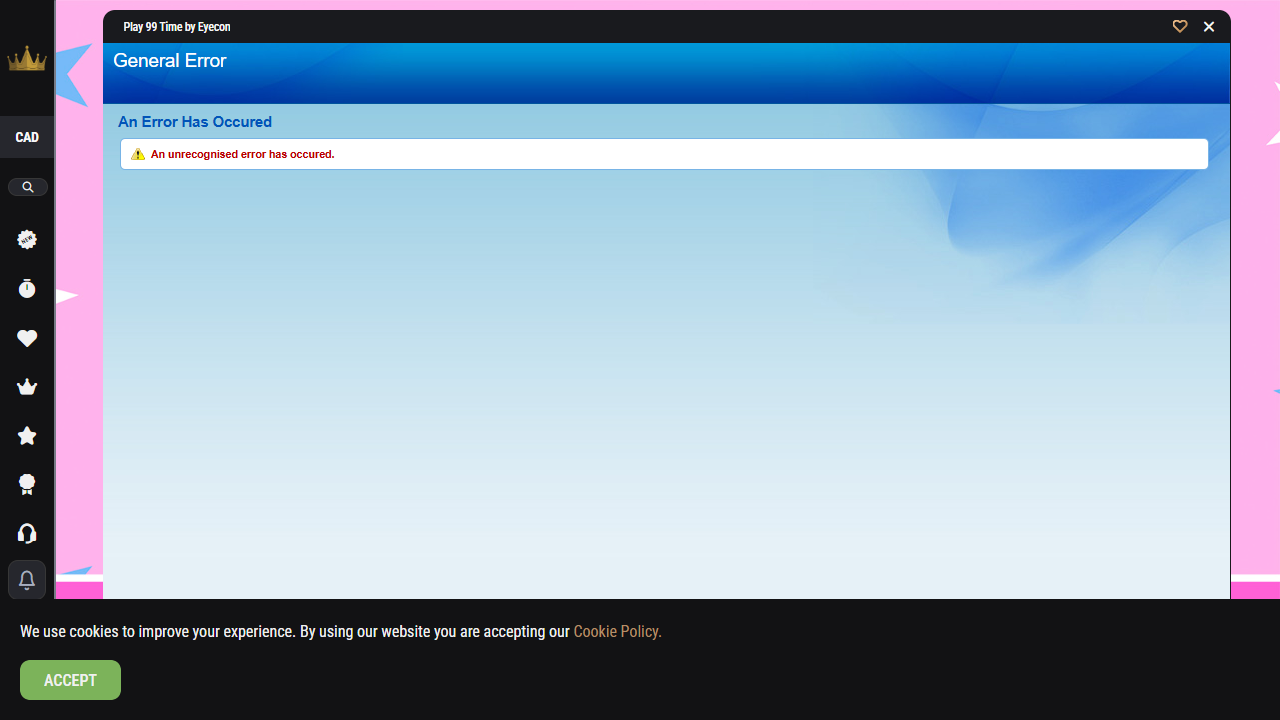 Play 99 Time by Eyecon
General Error
CAD
An Error Has Occured
An unrecognised error has occured.
NEW
We use cookies to improve your experience. By using our website you are accepting our Cookie Policy.
ACCEPT